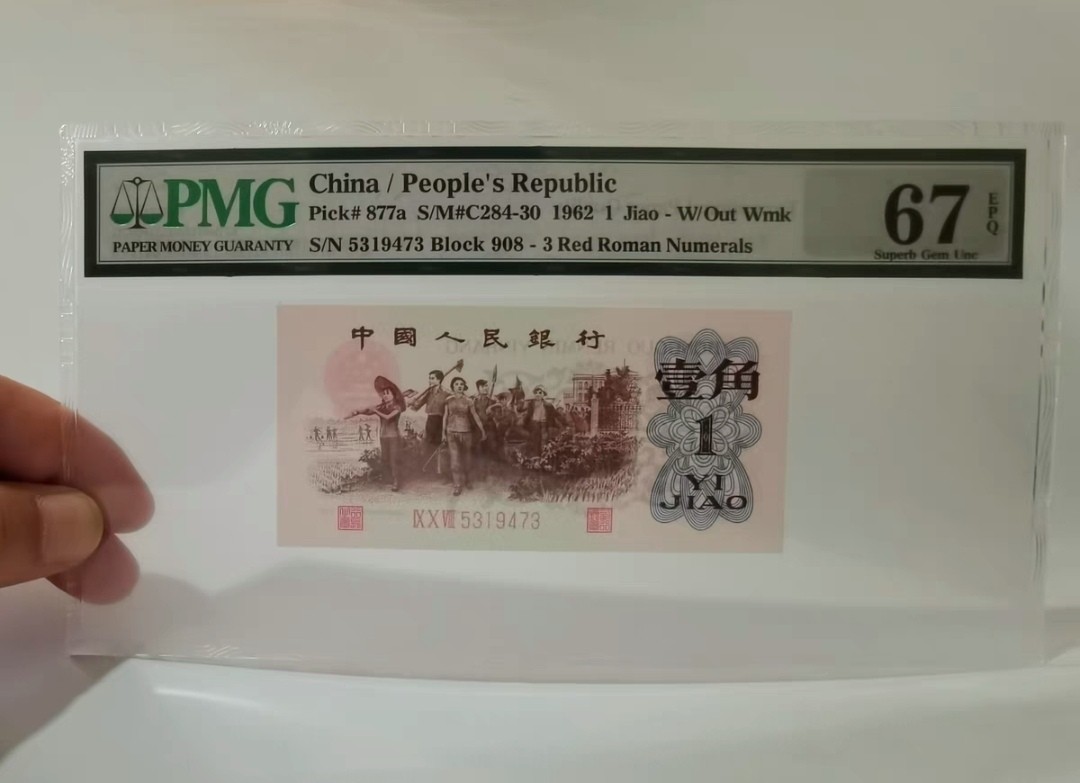 PMG
PAPER MONEY GUARANTY
China / People's Republic
Pick# 877a S/M#C284-30 1962 1 Jiao - W/Out Wmk
S/N 5319473 Block 908 - 3 Red Roman Numerals
67
EPQ
Superb Gem Unc
中國人民銀行
壹角
1
YI
JIAO
IX X VIII 5319473